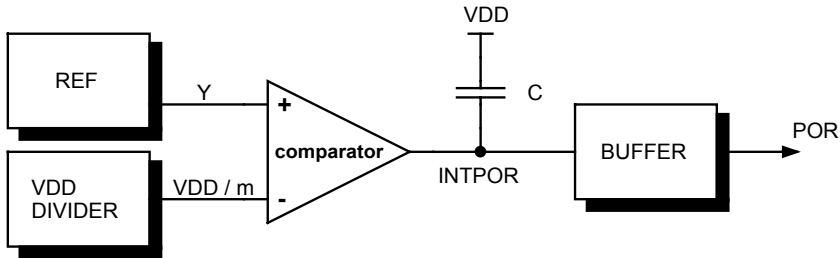 VDD
REF
Y
+
C
comparator
POR
BUFFER
INTPOR
VDD
DIVIDER
VDD / m
-